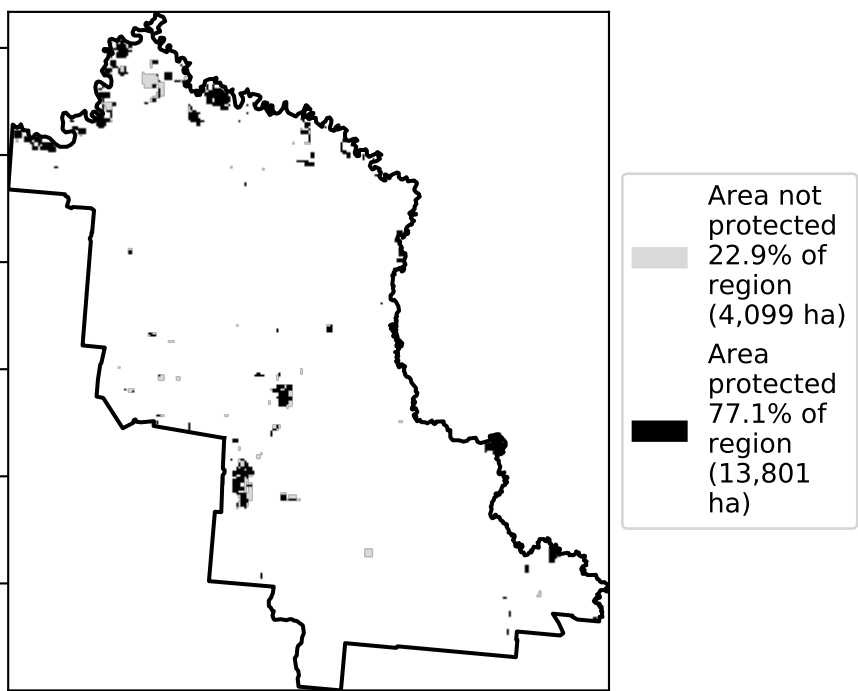 Area not
protected
22.9% of
region
(4,099 ha)
Area
protected
77.1% of
region
(13,801
ha)